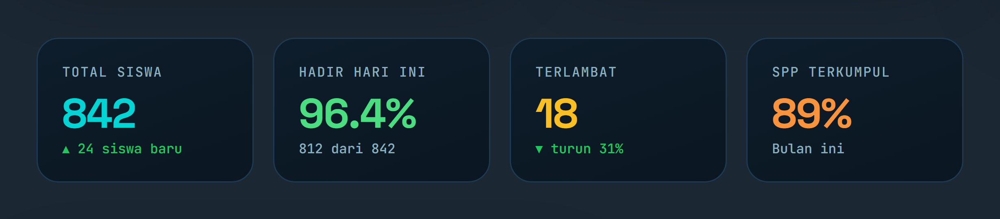 TOTAL SISWA
842
▲ 24 siswa baru
HADIR HARI INI
96.4%
812 dari 842
TERLAMBAT
18
▼ turun 31%
SPP TERKUMPUL
89%
Bulan ini